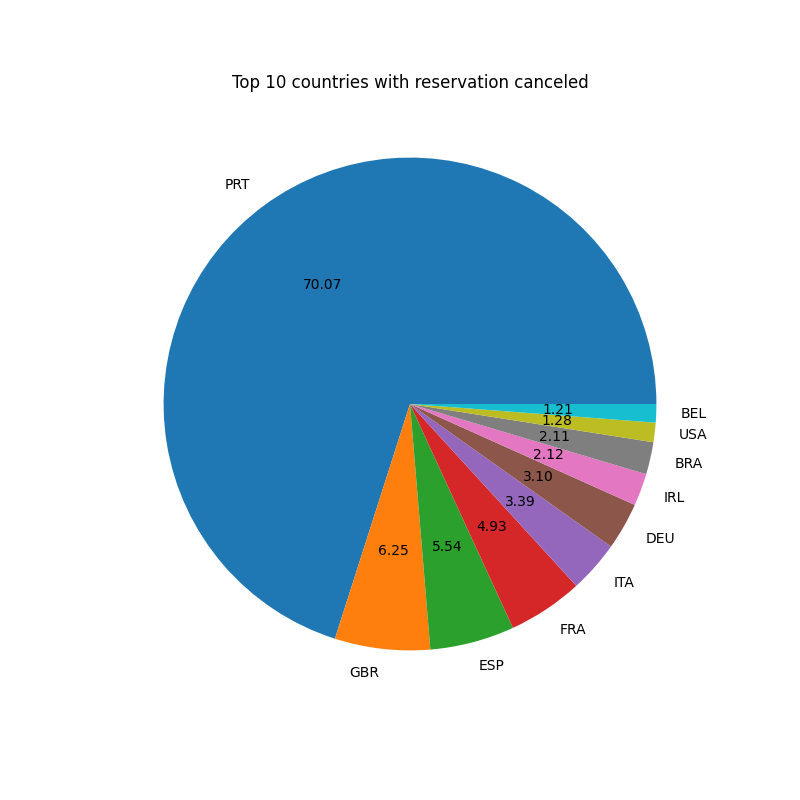 Top 10 countries with reservation canceled
PRT
70.07
1.21
BEL
1.28
USA
2.11
BRA
2.12
IRL
3.10
DEU
3.39
ITA
4.93
FRA
5.54
ESP
6.25
GBR